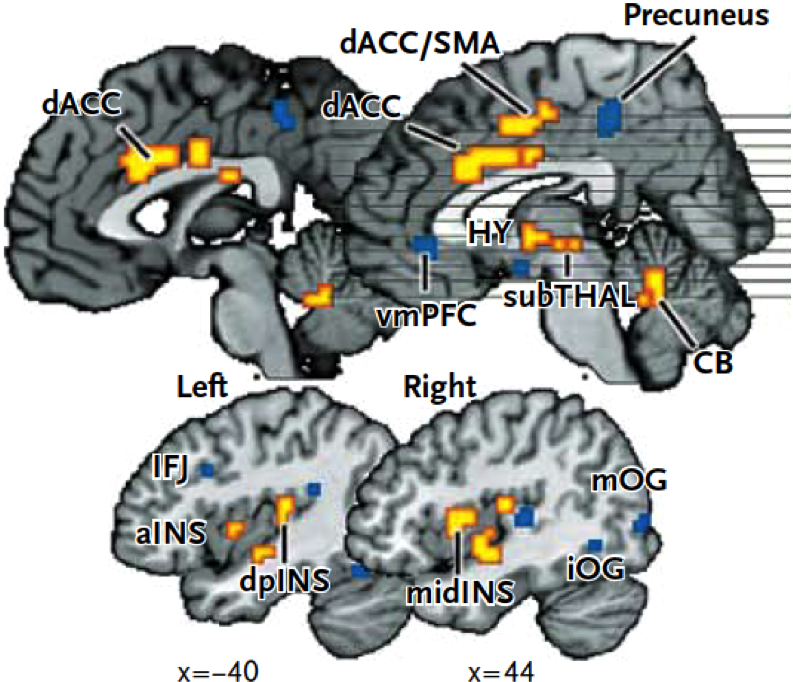 Precuneus
dACC/SMA
dACC
dACC
HY
subTHAL
vmPFC
CB
Left
Right
IFJ
mOG
aINS
iOG
dpINS
midINS
x=–40
x=44